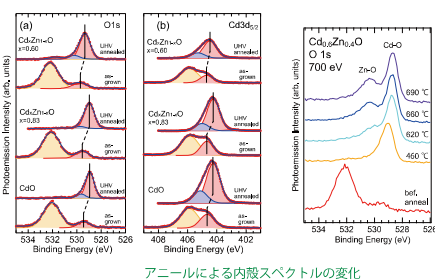 (a)
O1s
CdxZn1-xO
x=0.60
UHV annealed
as-grown
CdxZn1-xO
x=0.83
UHV annealed
as-grown
CdO
UHV annealed
as-grown
Photoemission Intensity (arb, units)
534 532 530 528 526
Binding Energy (eV)
(b)
Cd3d5/2
CdxZn1-xO
x=0.60
UHV annealed
as-grown
CdxZn1-xO
x=0.83
UHV annealed
as-grown
CdO
UHV annealed
as-grown
408 406 404 402
Binding Energy (eV)
Cd0.6Zn0.4O
O 1s
700 eV
Cd-O
Zn-O
690 ℃
660 ℃
620 ℃
460 ℃
bef. anneal
Photoemission Intensity (arb, units)
534 532 530 528 526
Binding Energy (eV)
アニールによる内殻スペクトルの変化